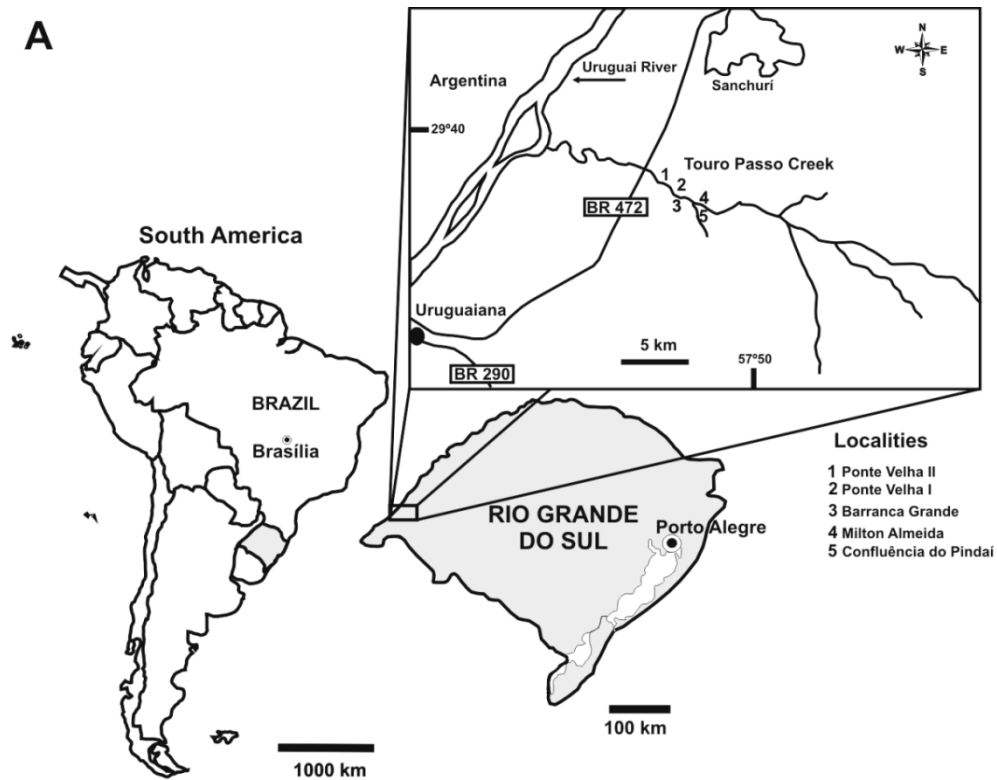 A
N
W E
S
Argentina
Uruguai River
Sanchurí
29º40
Touro Passo Creek
1
2
3
4
5
BR 472
Uruguaiana
5 km
57º50
BR 290
South America
BRAZIL
Brasília
RIO GRANDE
DO SUL
Porto Alegre
Localities
1 Ponte Velha II
2 Ponte Velha I
3 Barranca Grande
4 Milton Almeida
5 Confluência do Pindaí
100 km
1000 km